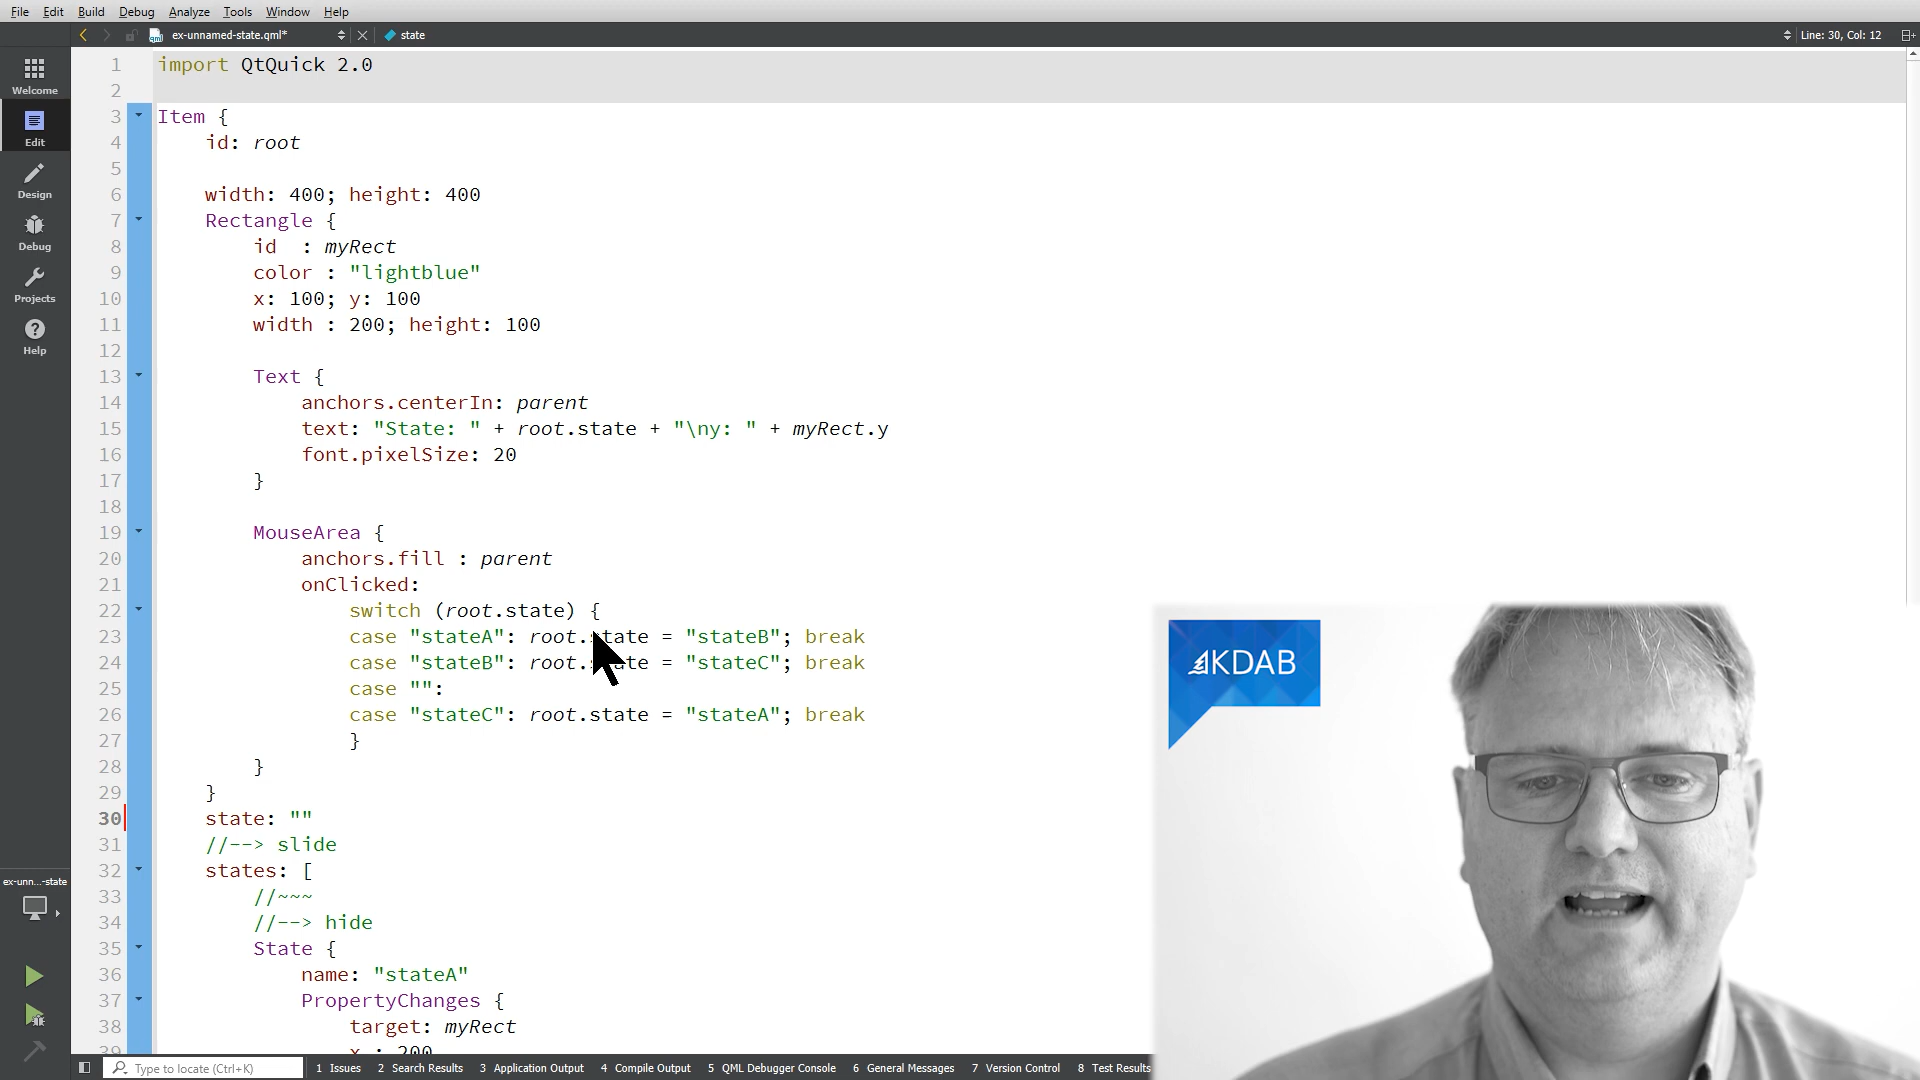 File Edit Build Debug Analyze Tools Window Help
ex-unnamed-state.qml* state Line: 30, Col: 12
Welcome
Edit
Design
Debug
Projects
Help
ex-unn...-state
1 import QtQuick 2.0
2
3 Item {
4 id: root
5
6 width: 400; height: 400
7 Rectangle {
8 id : myRect
9 color : "lightblue"
10 x: 100; y: 100
11 width : 200; height: 100
12
13 Text {
14 anchors.centerIn: parent
15 text: "State: " + root.state + "\ny: " + myRect.y
16 font.pixelSize: 20
17 }
18
19 MouseArea {
20 anchors.fill : parent
21 onClicked:
22 switch (root.state) {
23 case "stateA": root.state = "stateB"; break
24 case "stateB": root.state = "stateC"; break
25 case "":
26 case "stateC": root.state = "stateA"; break
27 }
28 }
29 }
30 state: ""
31 //--> slide
32 states: [
33 //~~~
34 //--> hide
35 State {
36 name: "stateA"
37 PropertyChanges {
38 target: myRect
39 x : 200
KDAB
Type to locate (Ctrl+K) 1 Issues 2 Search Results 3 Application Output 4 Compile Output 5 QML Debugger Console 6 General Messages 7 Version Control 8 Test Results